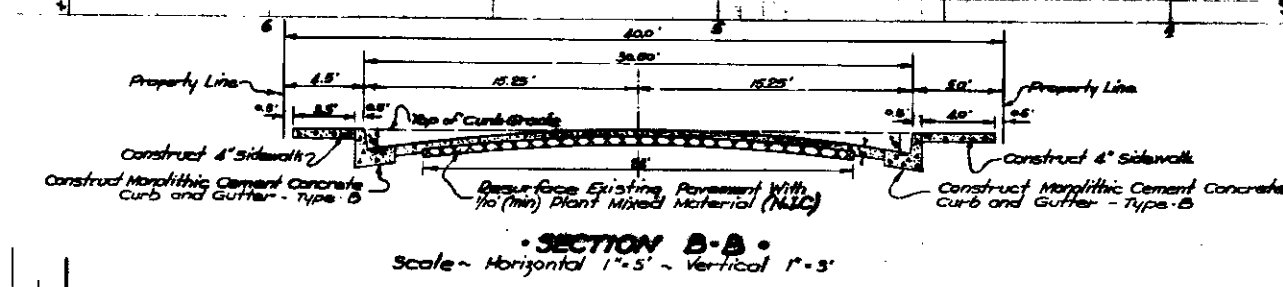 6 5 4
40.0'
30.50'
Property Line 4.5' 15.25' 15.25' 5.0' Property Line
0.5' 3.5' 0.5' 0.5' 4.0' 0.5'
Top of Curb Grade
Construct 4" Sidewalk Construct 4" Sidewalk
Construct Monolithic Cement Concrete
Curb and Gutter - Type-B
Resurface Existing Pavement With
1/10' (min) Plant Mixed Material (N.I.C)
Construct Monolithic Cement Concrete
Curb and Gutter - Type-B
• SECTION B-B •
Scale ~ Horizontal 1"=5' ~ Vertical 1"=3'